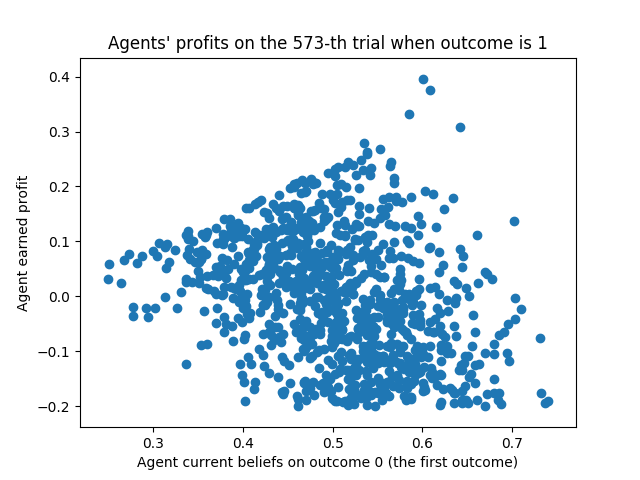 Agents' profits on the 573-th trial when outcome is 1
Agent earned profit
0.4
0.3
0.2
0.1
0.0
−0.1
−0.2
0.3 0.4 0.5 0.6 0.7
Agent current beliefs on outcome 0 (the first outcome)